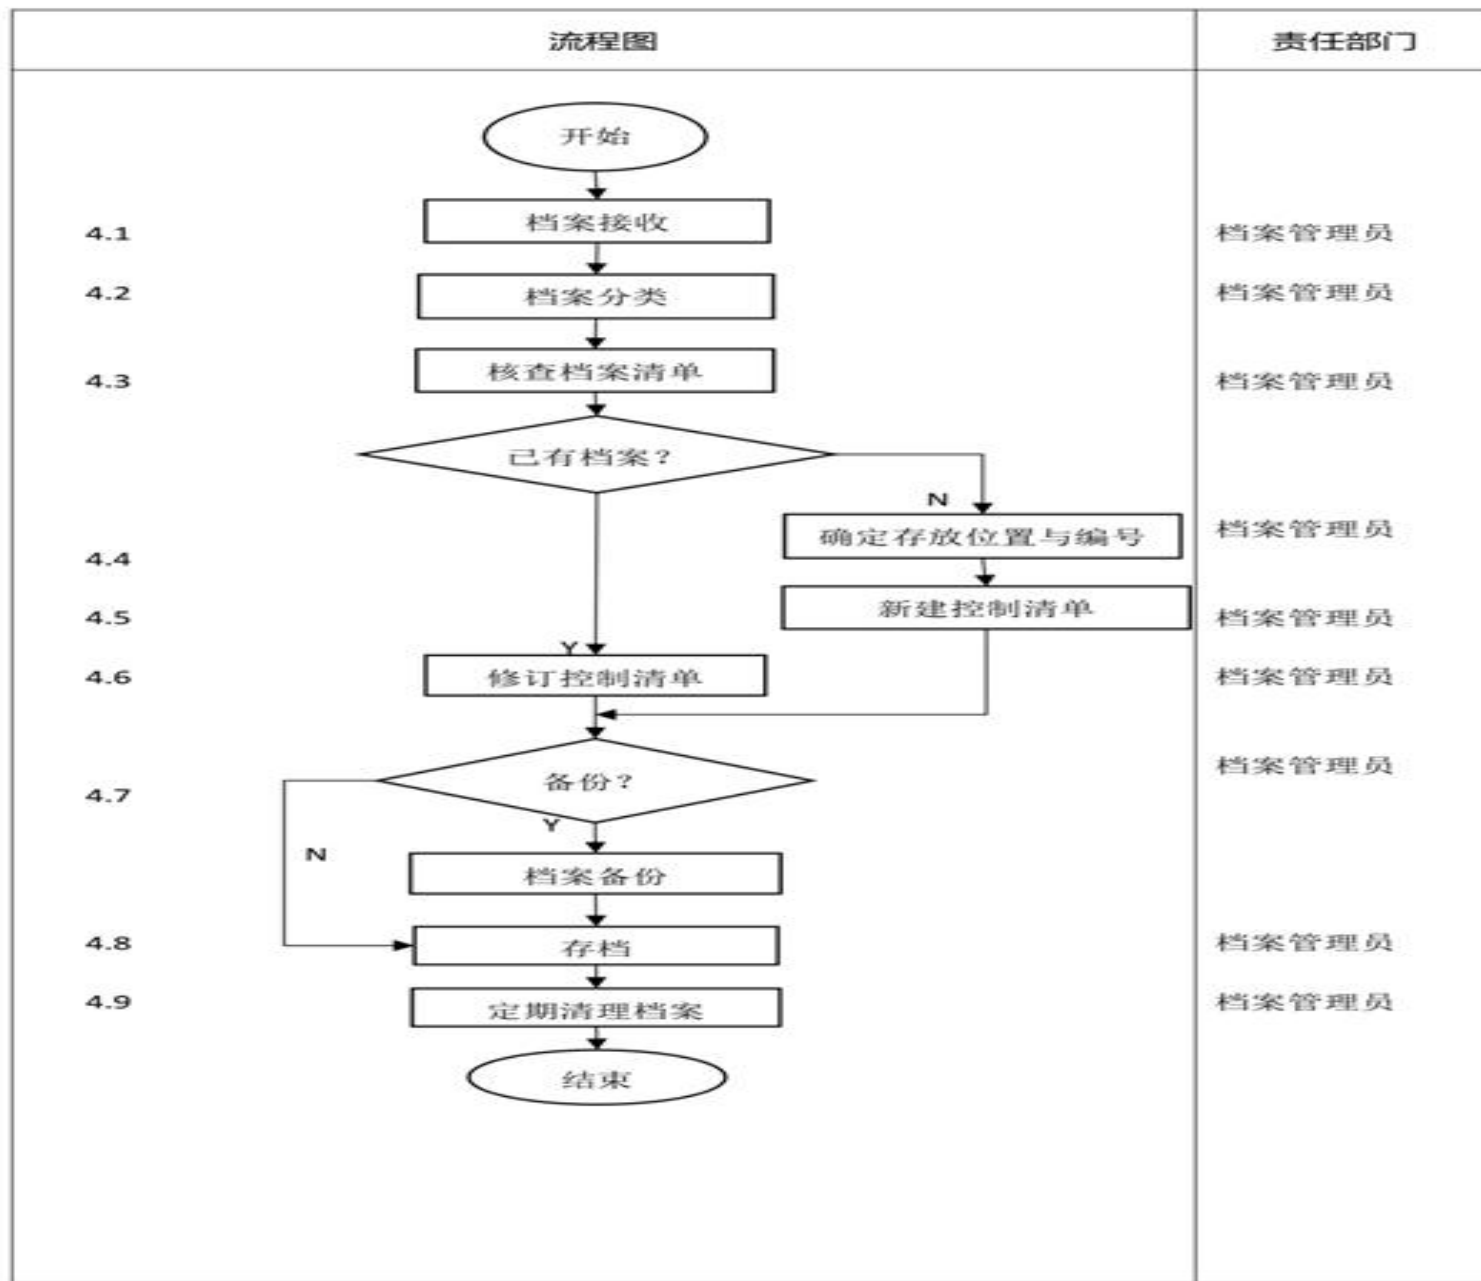 流程图 责任部门
开始
档案接收
4.1 档案管理员
档案分类
4.2 档案管理员
核查档案清单
4.3 档案管理员
已有档案？
N
确定存放位置与编号 档案管理员
4.4
新建控制清单
4.5 档案管理员
Y
修订控制清单
4.6 档案管理员
备份？ 档案管理员
4.7
Y
N
档案备份
存档
4.8 档案管理员
定期清理档案
4.9 档案管理员
结束